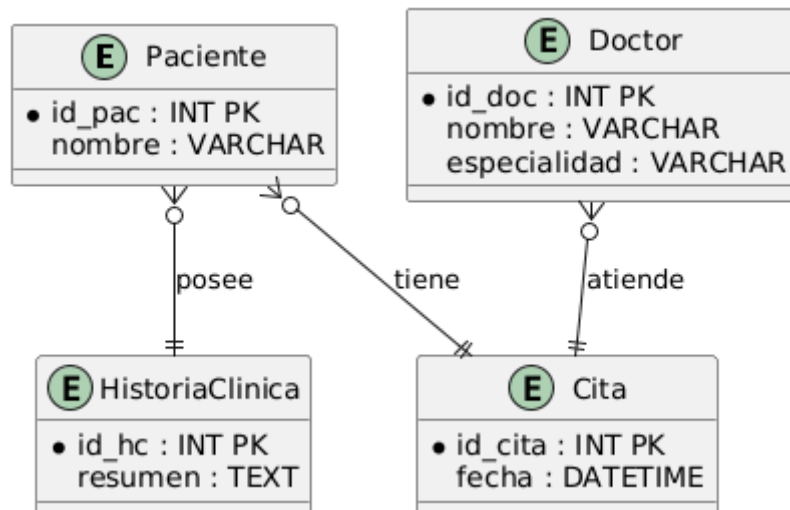 E Paciente
id_pac : INT PK
nombre : VARCHAR
E Doctor
id_doc : INT PK
nombre : VARCHAR
especialidad : VARCHAR
posee
tiene
atiende
E HistoriaClinica
id_hc : INT PK
resumen : TEXT
E Cita
id_cita : INT PK
fecha : DATETIME